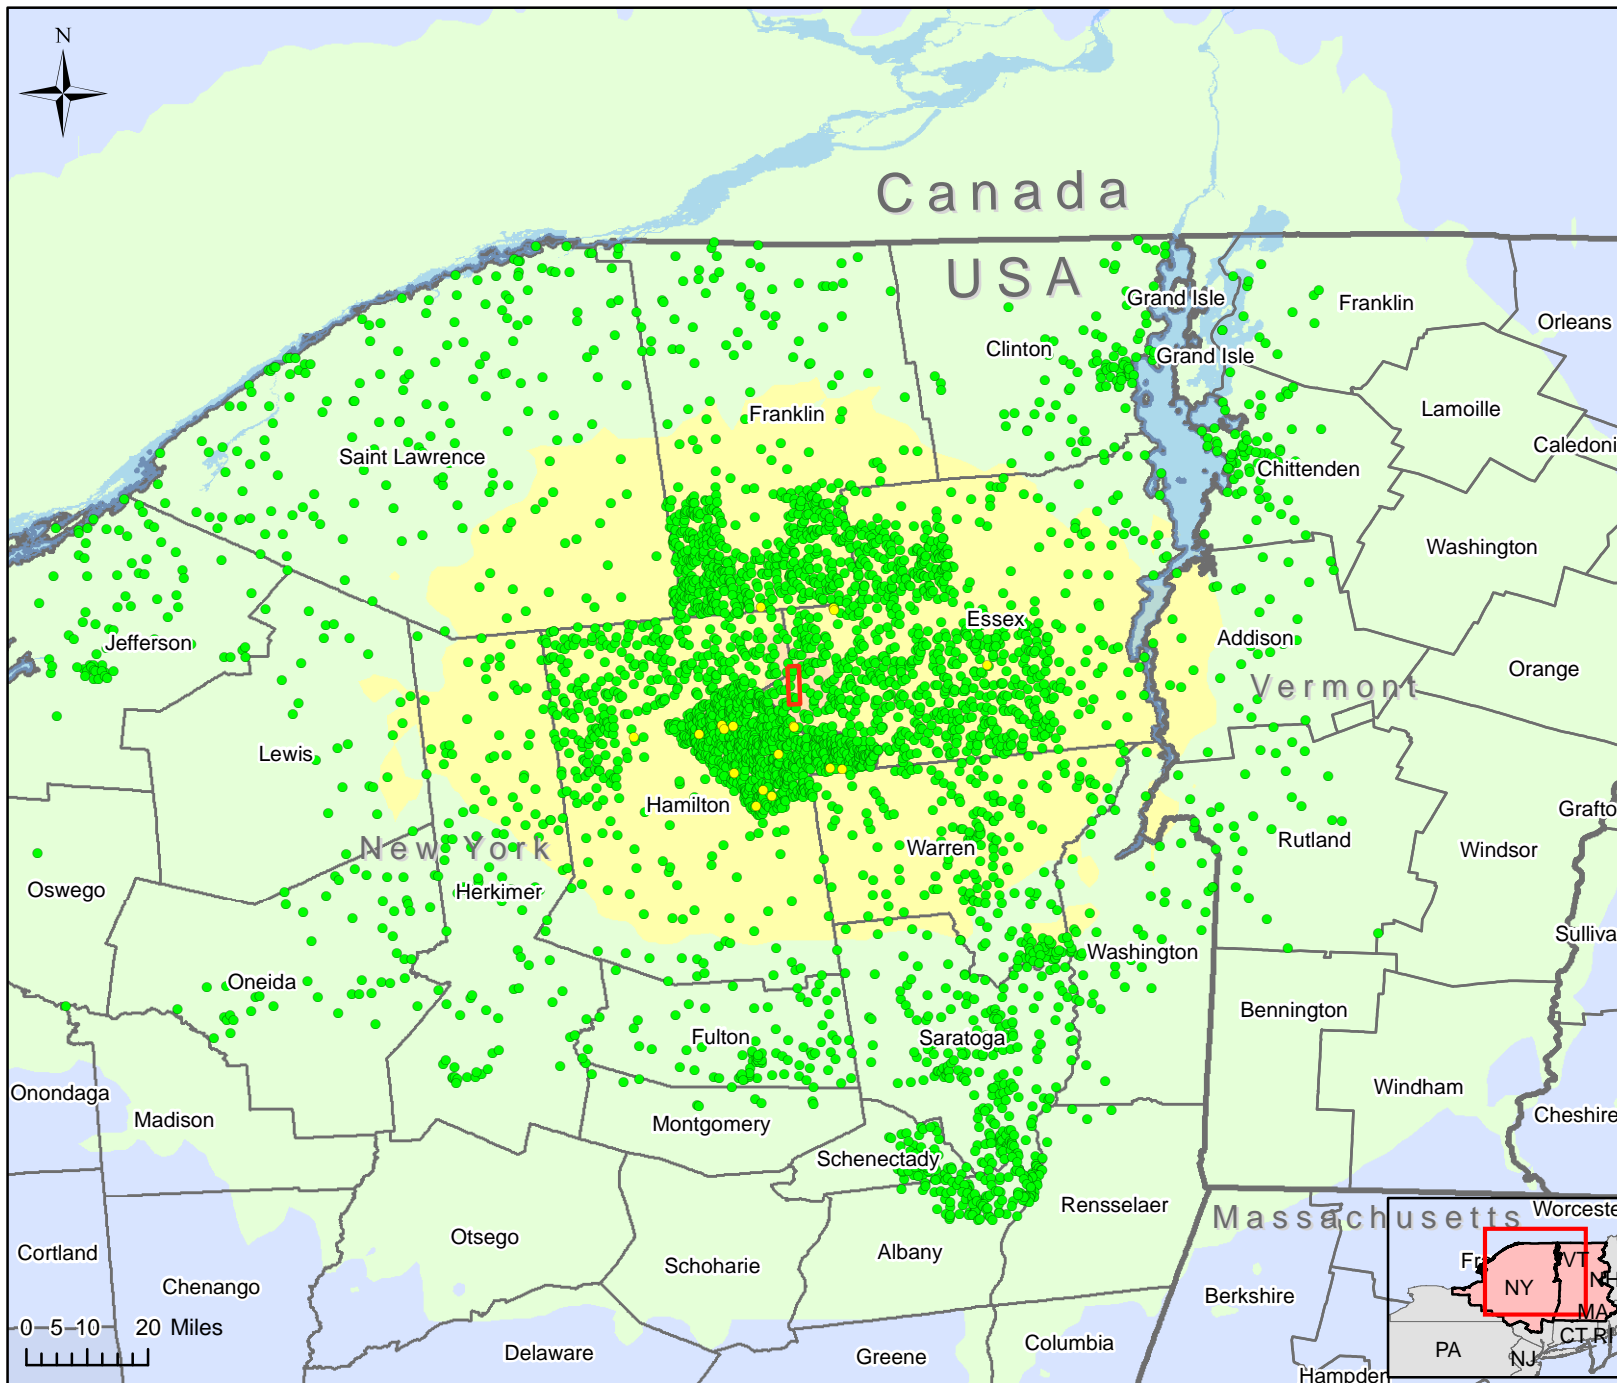 N
Canada
USA
Grand Isle
Franklin
Orleans
Clinton
Grand Isle
Franklin
Lamoille
Saint Lawrence
Caledoni
Chittenden
Washington
Essex
Jefferson
Addison
Orange
Vermont
Lewis
Hamilton
Grafto
Rutland
New York
Warren
Windsor
Oswego
Herkimer
Sulliva
Washington
Oneida
Bennington
Fulton
Saratoga
Onondaga
Windham
Madison
Cheshire
Montgomery
Schenectady
Rensselaer
Massachusetts
Worceste
Otsego
Albany
Cortland
Schoharie
Fr
VT
NH
Chenango
NY
Berkshire
MA
0 5 10 20 Miles
CT RI
Columbia
Delaware
Greene
PA
NJ
Hampden